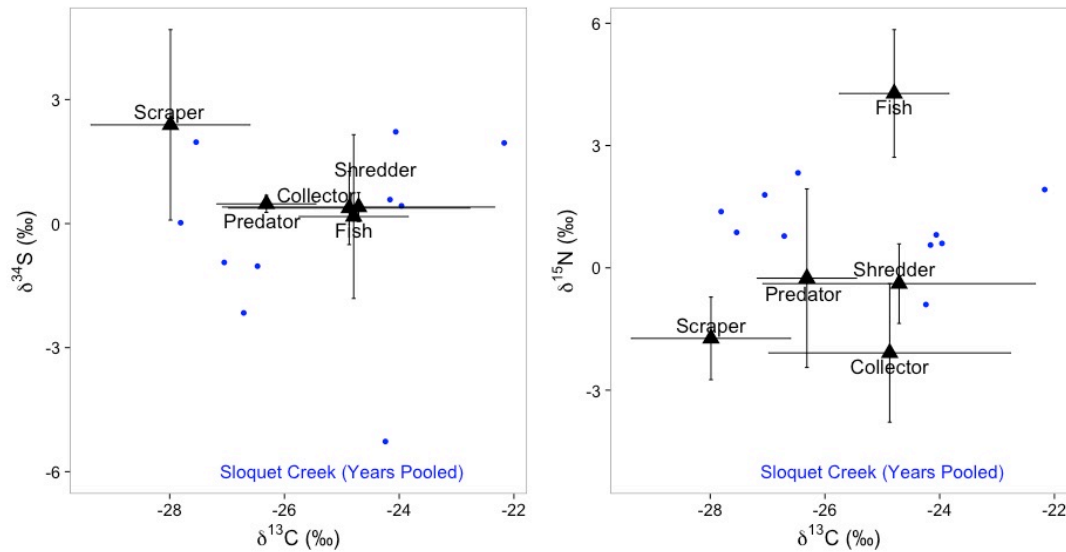 3
0
-3
-6
δ34S (‰)
Scraper
Shredder
Collector
Predator
Fish
Sloquet Creek (Years Pooled)
-28
-26
-24
-22
δ13C (‰)
6
3
0
-3
δ15N (‰)
Fish
Shredder
Predator
Scraper
Collector
Sloquet Creek (Years Pooled)
-28
-26
-24
-22
δ13C (‰)